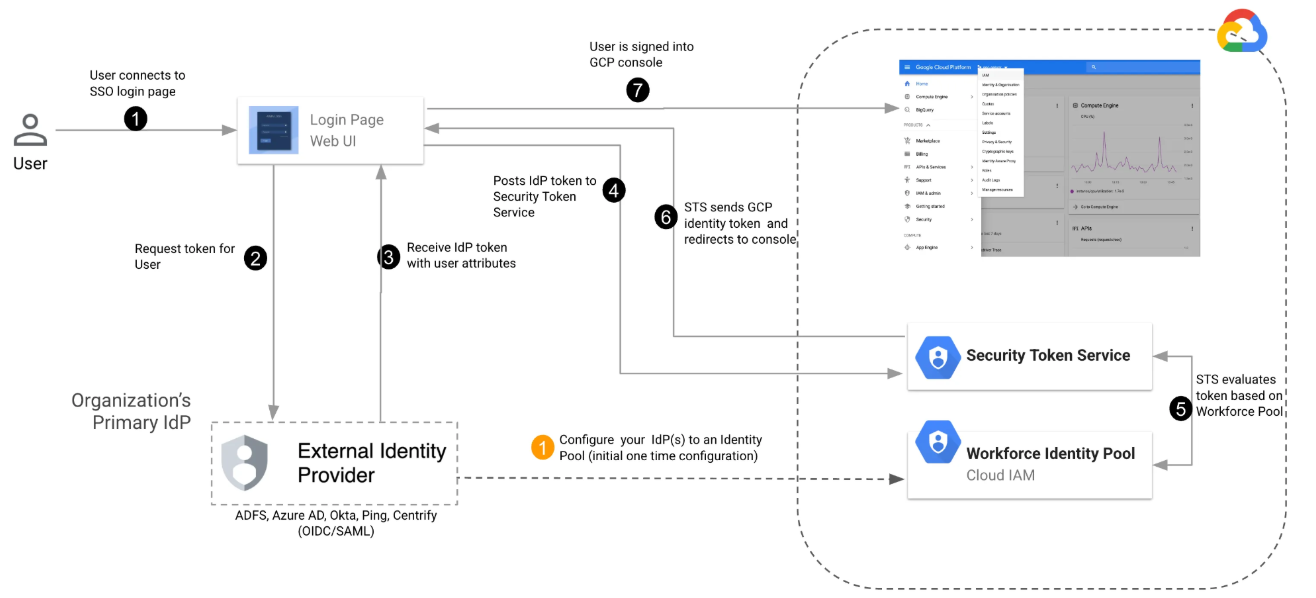 User connects to
SSO login page
1
User
Login Page
Web UI
User is signed into
GCP console
7
Request token for
User
2
3
Receive IdP token
with user attributes
Posts IdP token to
Security Token
Service
4
6
STS sends GCP
identity token and
redirects to console
Google Cloud Platform
Home
Compute Engine
BigQuery
PRODUCTS
Marketplace
Billing
APIs & Services
Support
IAM & admin
Getting started
Security
COMPUTE
App Engine
IAM
Identity & Organization
Organization policies
Quotas
Service accounts
Labels
Settings
Privacy & Security
Cryptographic keys
Identity-Aware Proxy
Roles
Audit Logs
Manage resources
Compute Engine
CPU (%)
Go to Compute Engine
APIs
Requests (requests/sec)
Security Token Service
STS evaluates
token based on
Workforce Pool
5
Workforce Identity Pool
Cloud IAM
Organization's
Primary IdP
External Identity
Provider
ADFS, Azure AD, Okta, Ping, Centrify
(OIDC/SAML)
1
Configure your IdP(s) to an Identity
Pool (initial one time configuration)